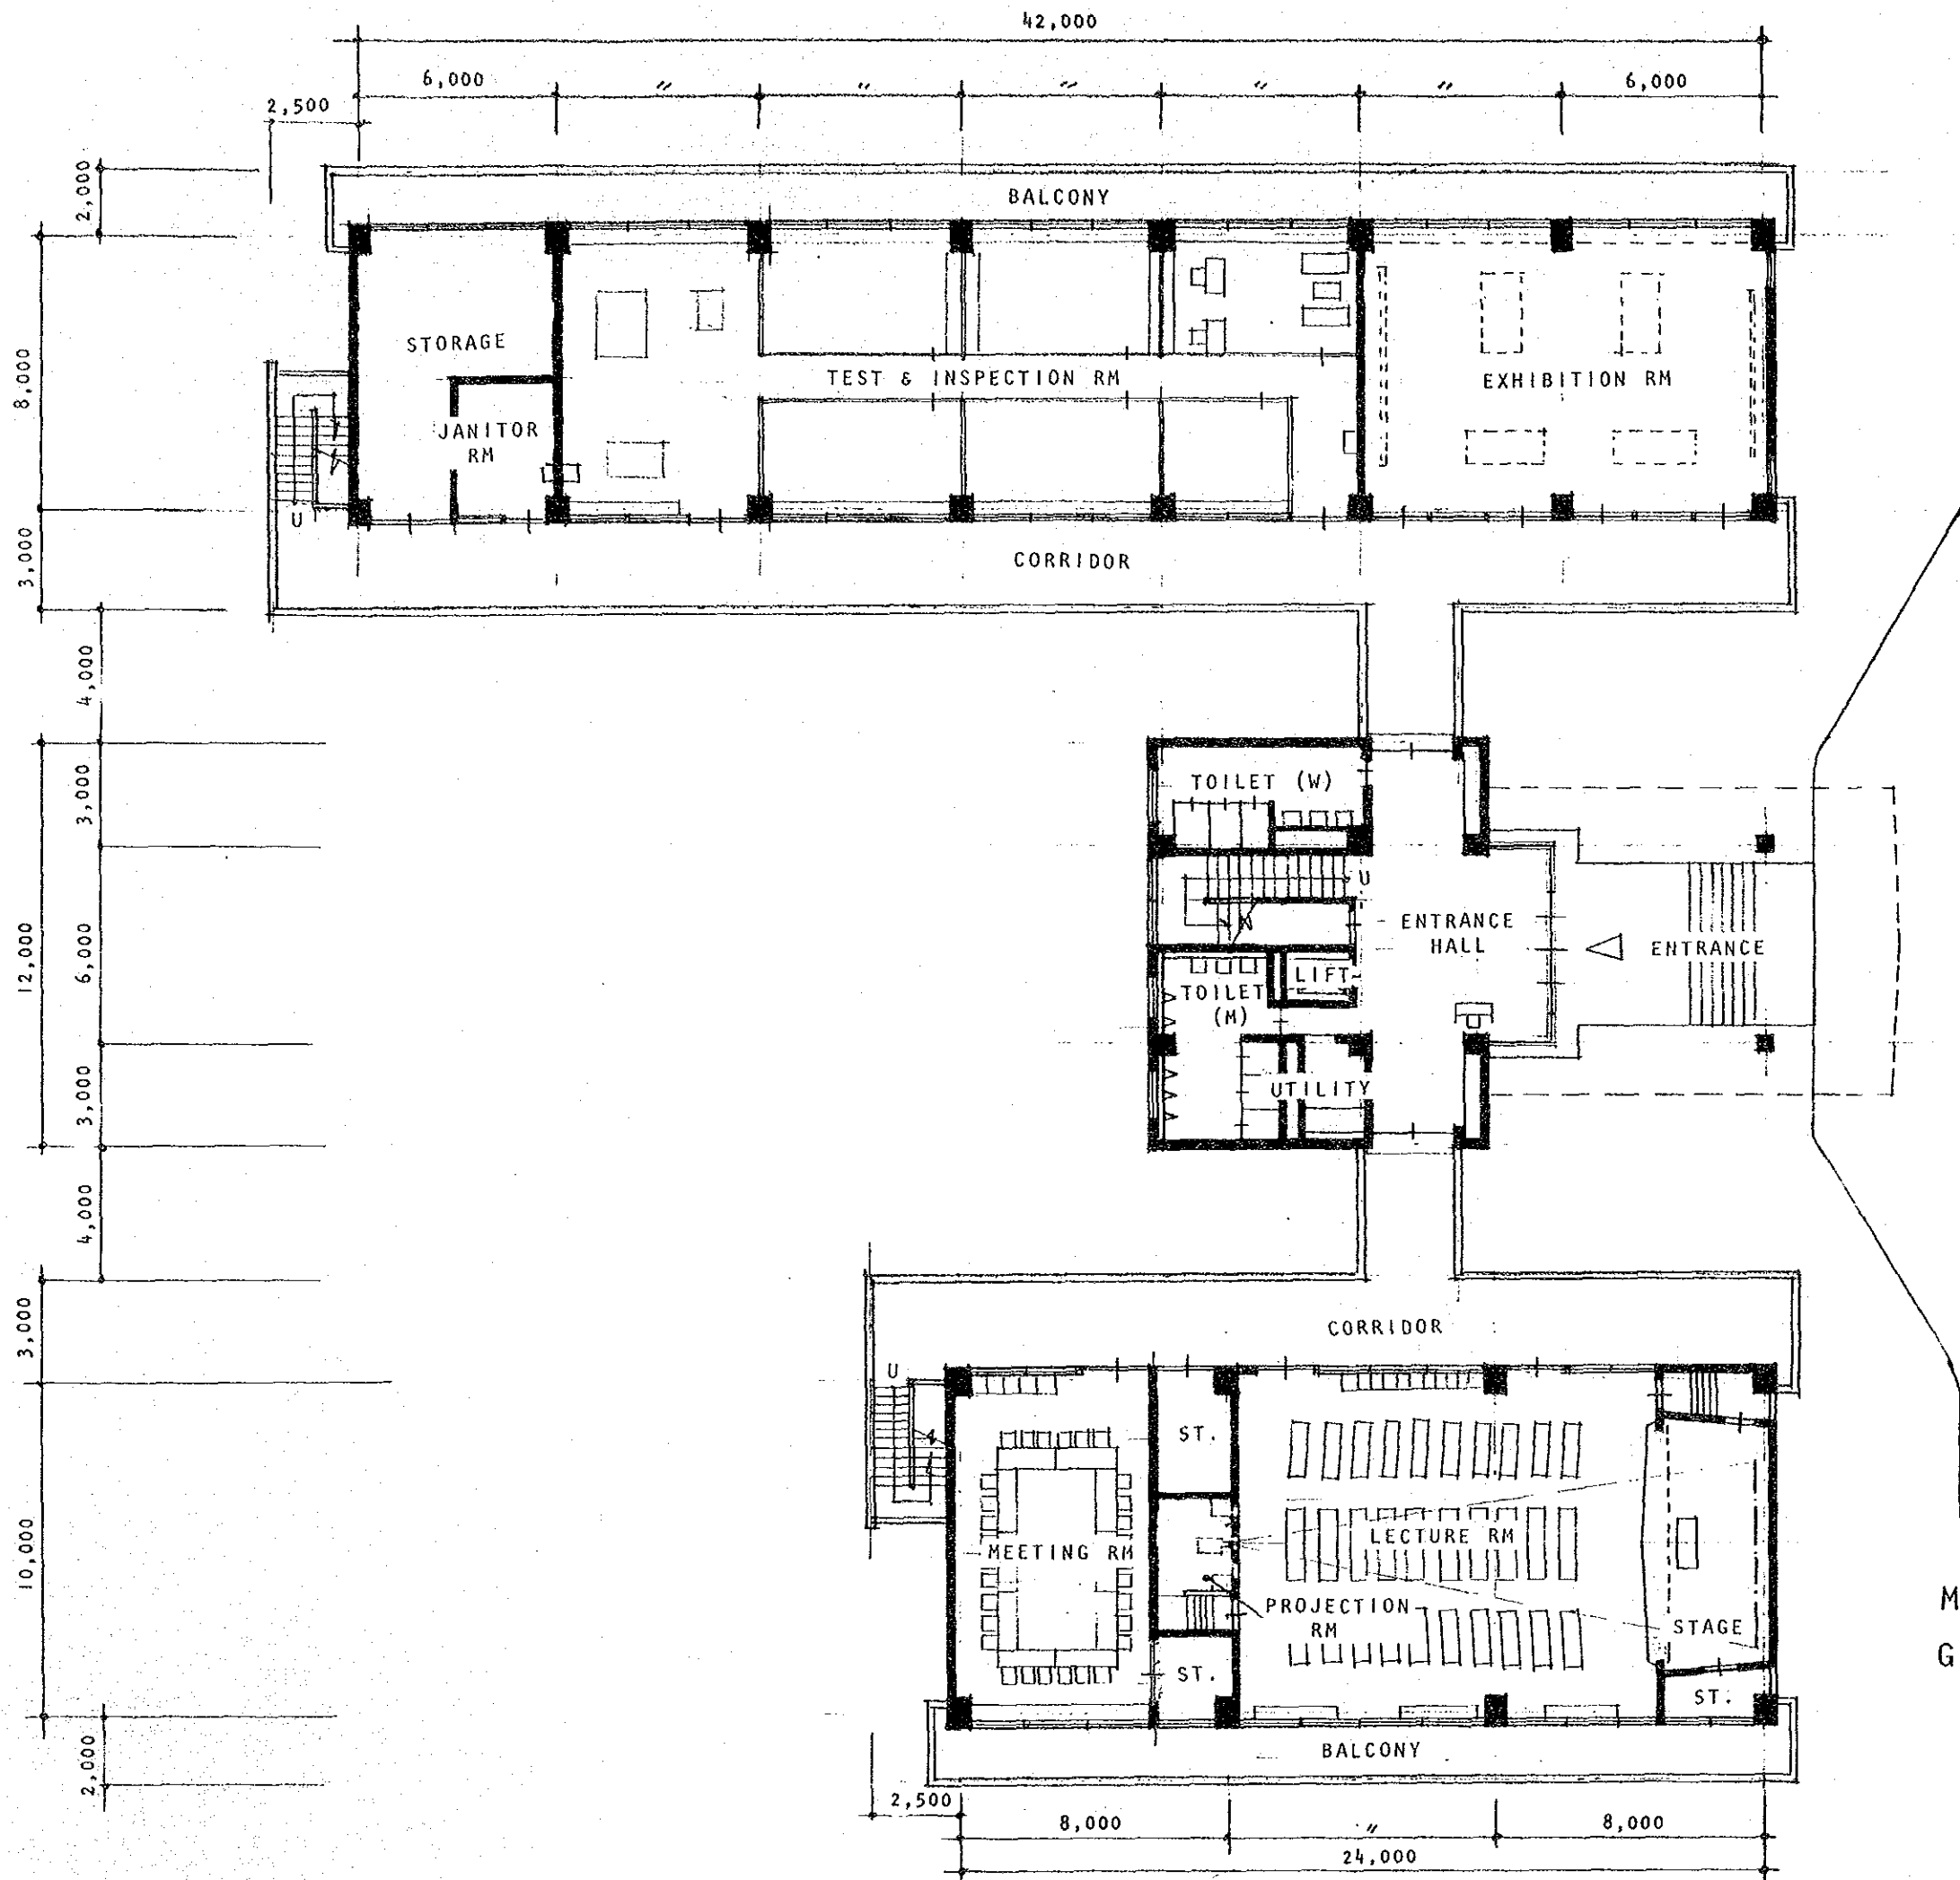 42,000
6,000 〃 〃 〃 〃 〃 6,000
2,500
2,000
BALCONY
8,000
STORAGE
TEST & INSPECTION RM
EXHIBITION RM
JANITOR
RM
U
3,000
CORRIDOR
4,000
3,000
TOILET (W)
U
12,000
6,000
ENTRANCE
HALL
ENTRANCE
LIFT
TOILET
(M)
3,000
UTILITY
4,000
3,000
CORRIDOR
U
ST.
10,000
MEETING RM
LECTURE RM
PROJECTION
RM
STAGE
M
G
ST.
ST.
2,000
BALCONY
2,500
8,000 〃 8,000
24,000